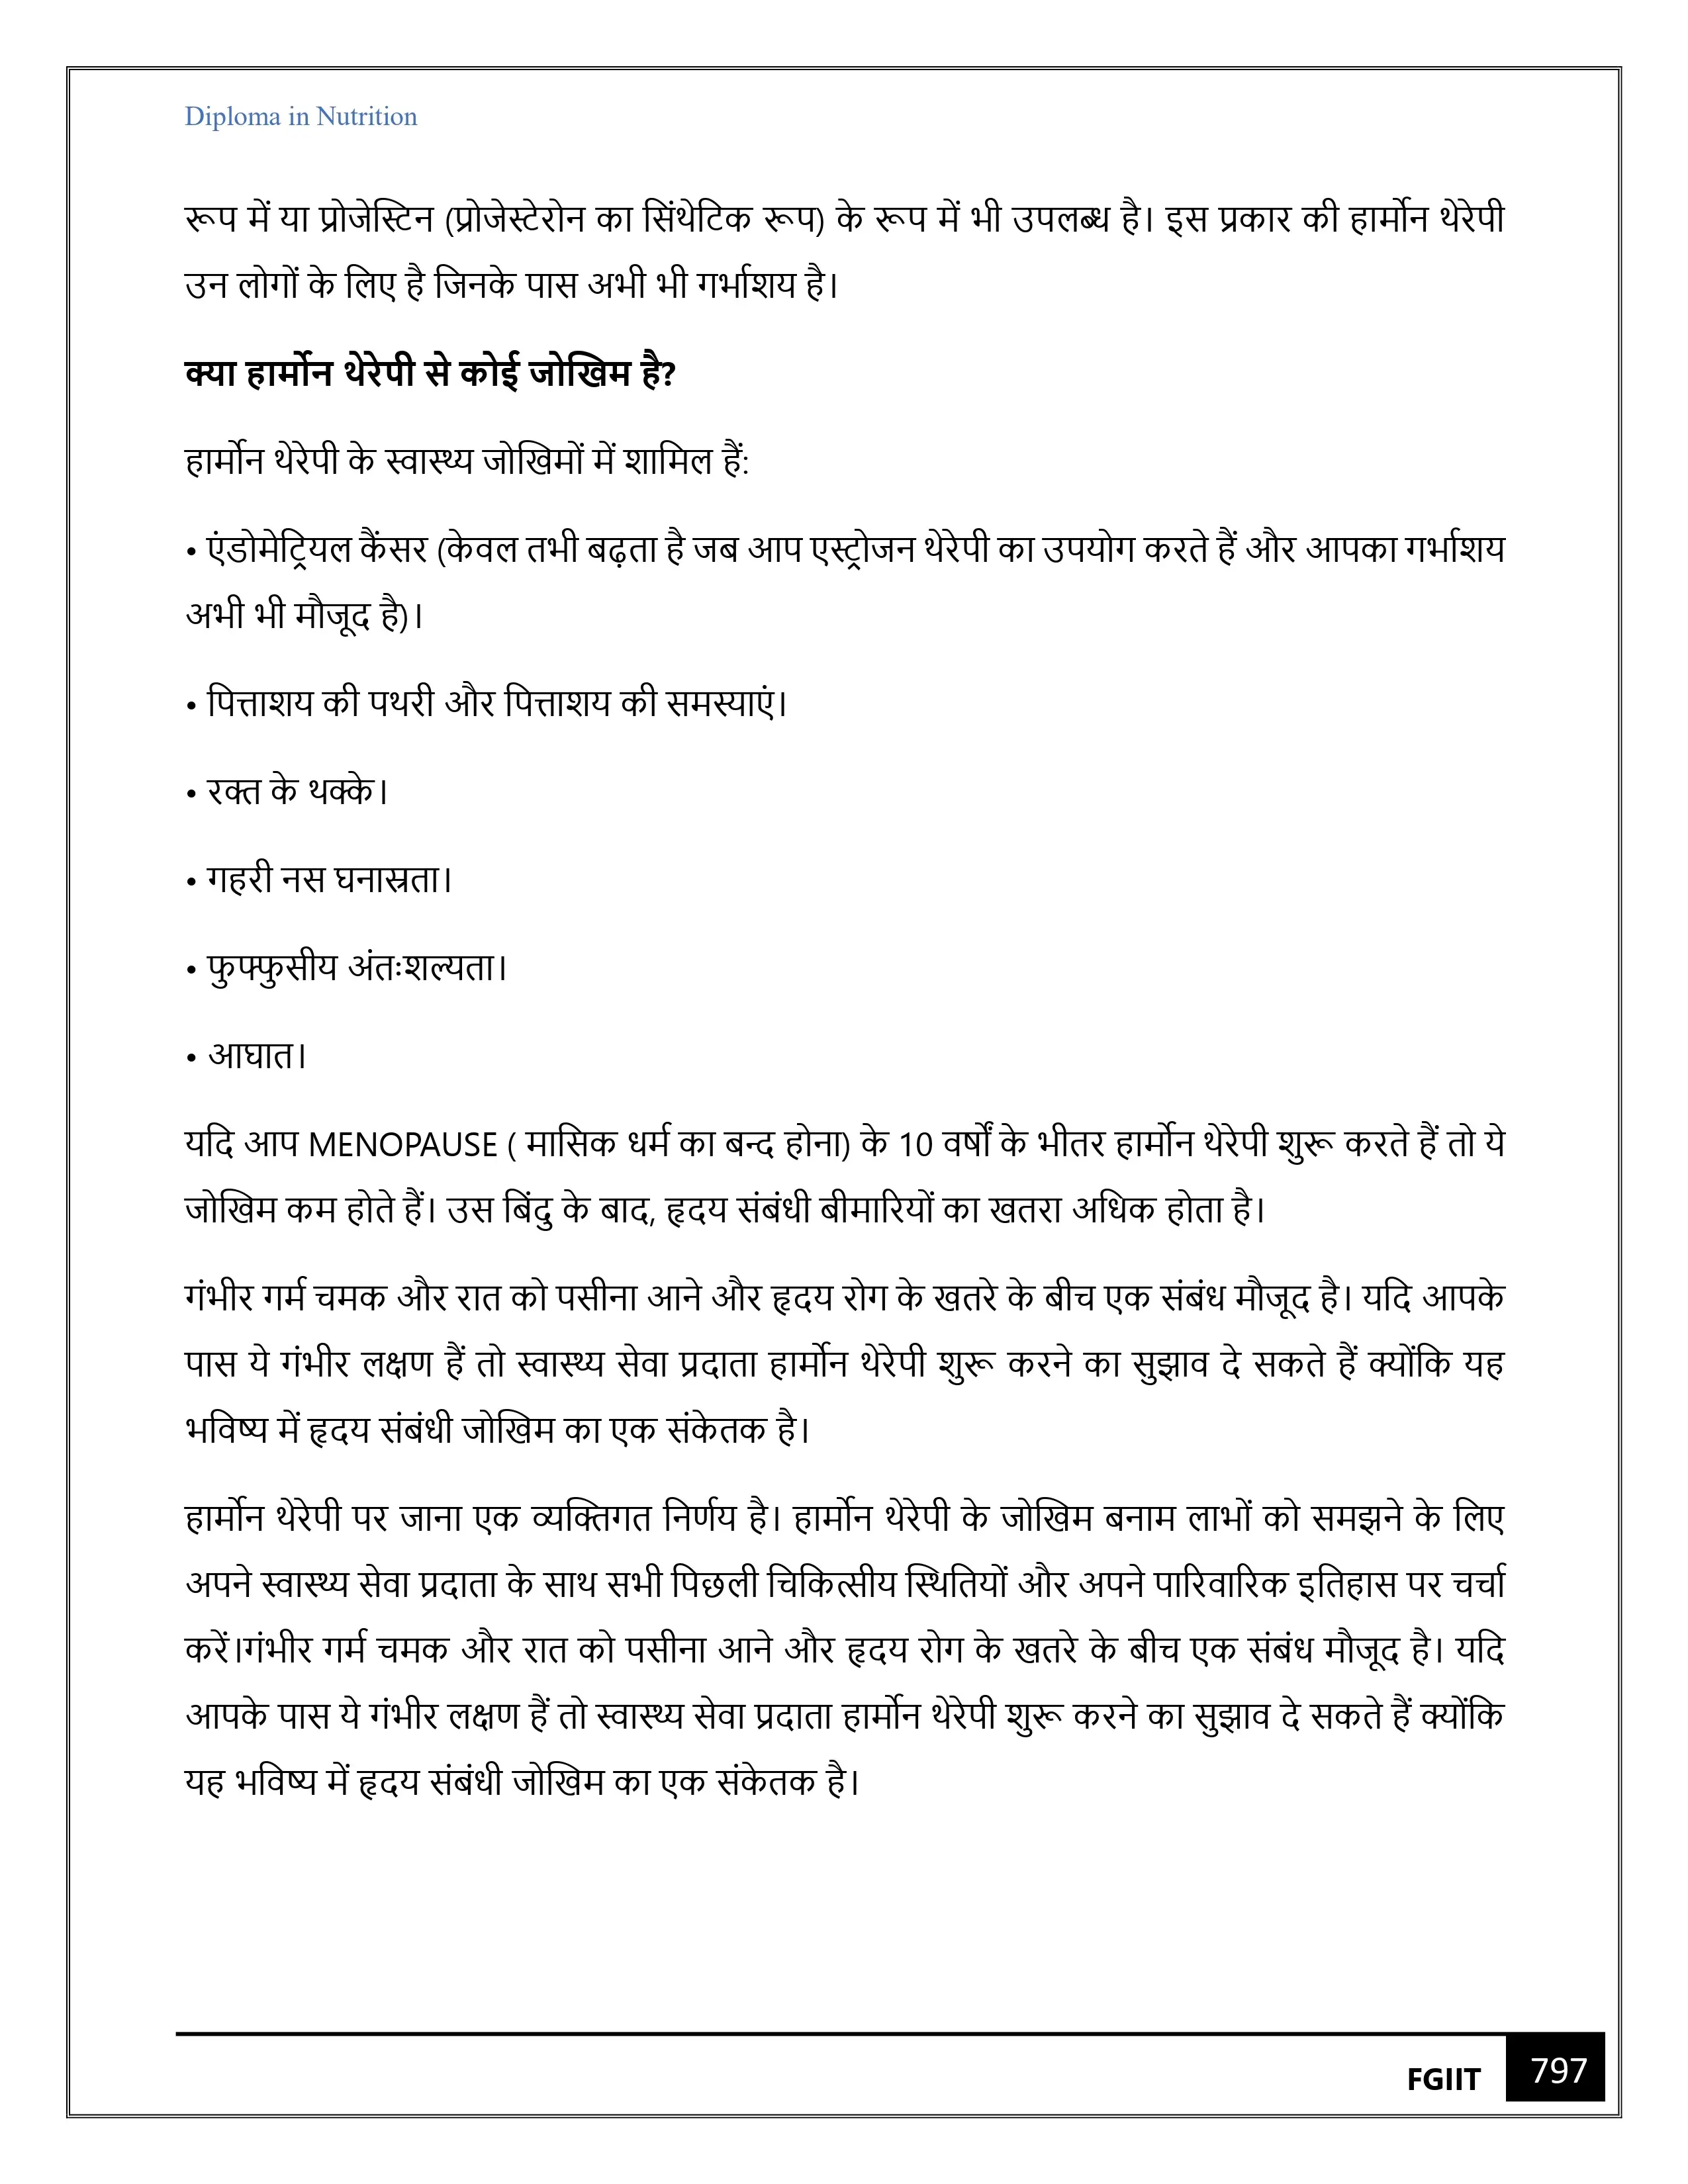 Diploma in Nutrition
रूप में या प्रोजेस्टिन (प्रोजेस्टेरोन का सिंथेटिक रूप) के रूप में भी उपलब्ध है। इस प्रकार की हार्मोन थेरेपी
उन लोगों के लिए है जिनके पास अभी भी गर्भाशय है।
क्या हार्मोन थेरेपी से कोई जोखिम है?
हार्मोन थेरेपी के स्वास्थ्य जोखिमों में शामिल हैं:
• एंडोमेट्रियल कैंसर (केवल तभी बढ़ता है जब आप एस्ट्रोजन थेरेपी का उपयोग करते हैं और आपका गर्भाशय
अभी भी मौजूद है)।
• पित्ताशय की पथरी और पित्ताशय की समस्याएं।
• रक्त के थक्के।
• गहरी नस घनास्रता।
• फुफ्फुसीय अंतःशल्यता।
• आघात।
यदि आप MENOPAUSE ( मासिक धर्म का बन्द होना) के 10 वर्षों के भीतर हार्मोन थेरेपी शुरू करते हैं तो ये
जोखिम कम होते हैं। उस बिंदु के बाद, हृदय संबंधी बीमारियों का खतरा अधिक होता है।
गंभीर गर्म चमक और रात को पसीना आने और हृदय रोग के खतरे के बीच एक संबंध मौजूद है। यदि आपके
पास ये गंभीर लक्षण हैं तो स्वास्थ्य सेवा प्रदाता हार्मोन थेरेपी शुरू करने का सुझाव दे सकते हैं क्योंकि यह
भविष्य में हृदय संबंधी जोखिम का एक संकेतक है।
हार्मोन थेरेपी पर जाना एक व्यक्तिगत निर्णय है। हार्मोन थेरेपी के जोखिम बनाम लाभों को समझने के लिए
अपने स्वास्थ्य सेवा प्रदाता के साथ सभी पिछली चिकित्सीय स्थितियों और अपने पारिवारिक इतिहास पर चर्चा
करें।गंभीर गर्म चमक और रात को पसीना आने और हृदय रोग के खतरे के बीच एक संबंध मौजूद है। यदि
आपके पास ये गंभीर लक्षण हैं तो स्वास्थ्य सेवा प्रदाता हार्मोन थेरेपी शुरू करने का सुझाव दे सकते हैं क्योंकि
यह भविष्य में हृदय संबंधी जोखिम का एक संकेतक है।
FGIIT 797